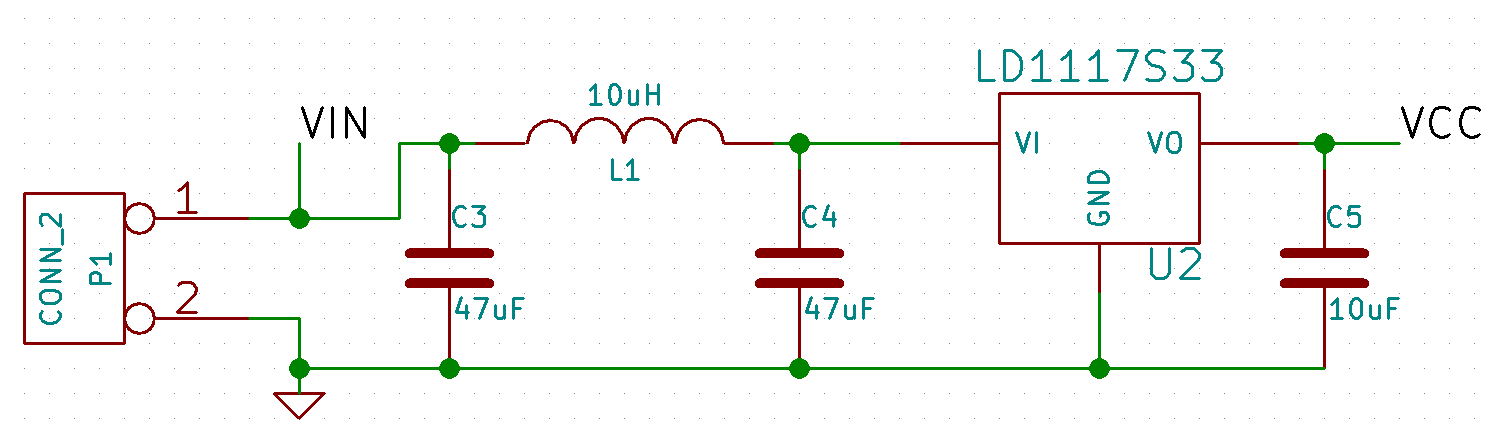 LD1117S33
10uH
VIN
VCC
VI
VO
L1
GND
1
C3
C4
C5
CONN_2
P1
U2
2
47uF
47uF
10uF